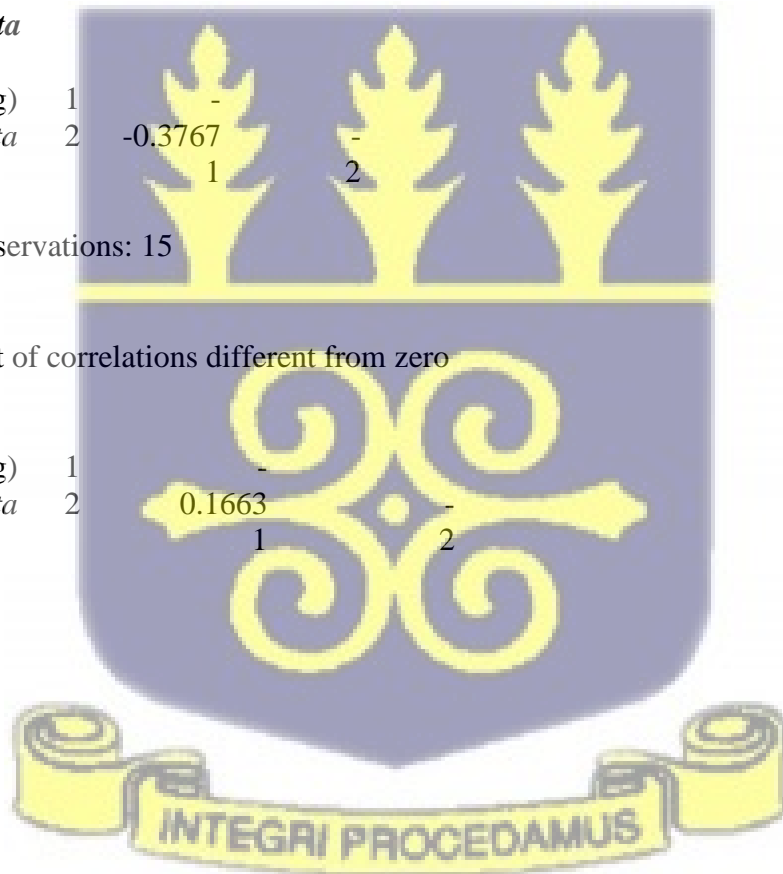 ta
g) 1 -
ta 2 -0.3767 -
1 2
servations: 15
t of correlations different from zero
g) 1 -
ta 2 0.1663 -
1 2
INTEGRI PROCEDAMUS